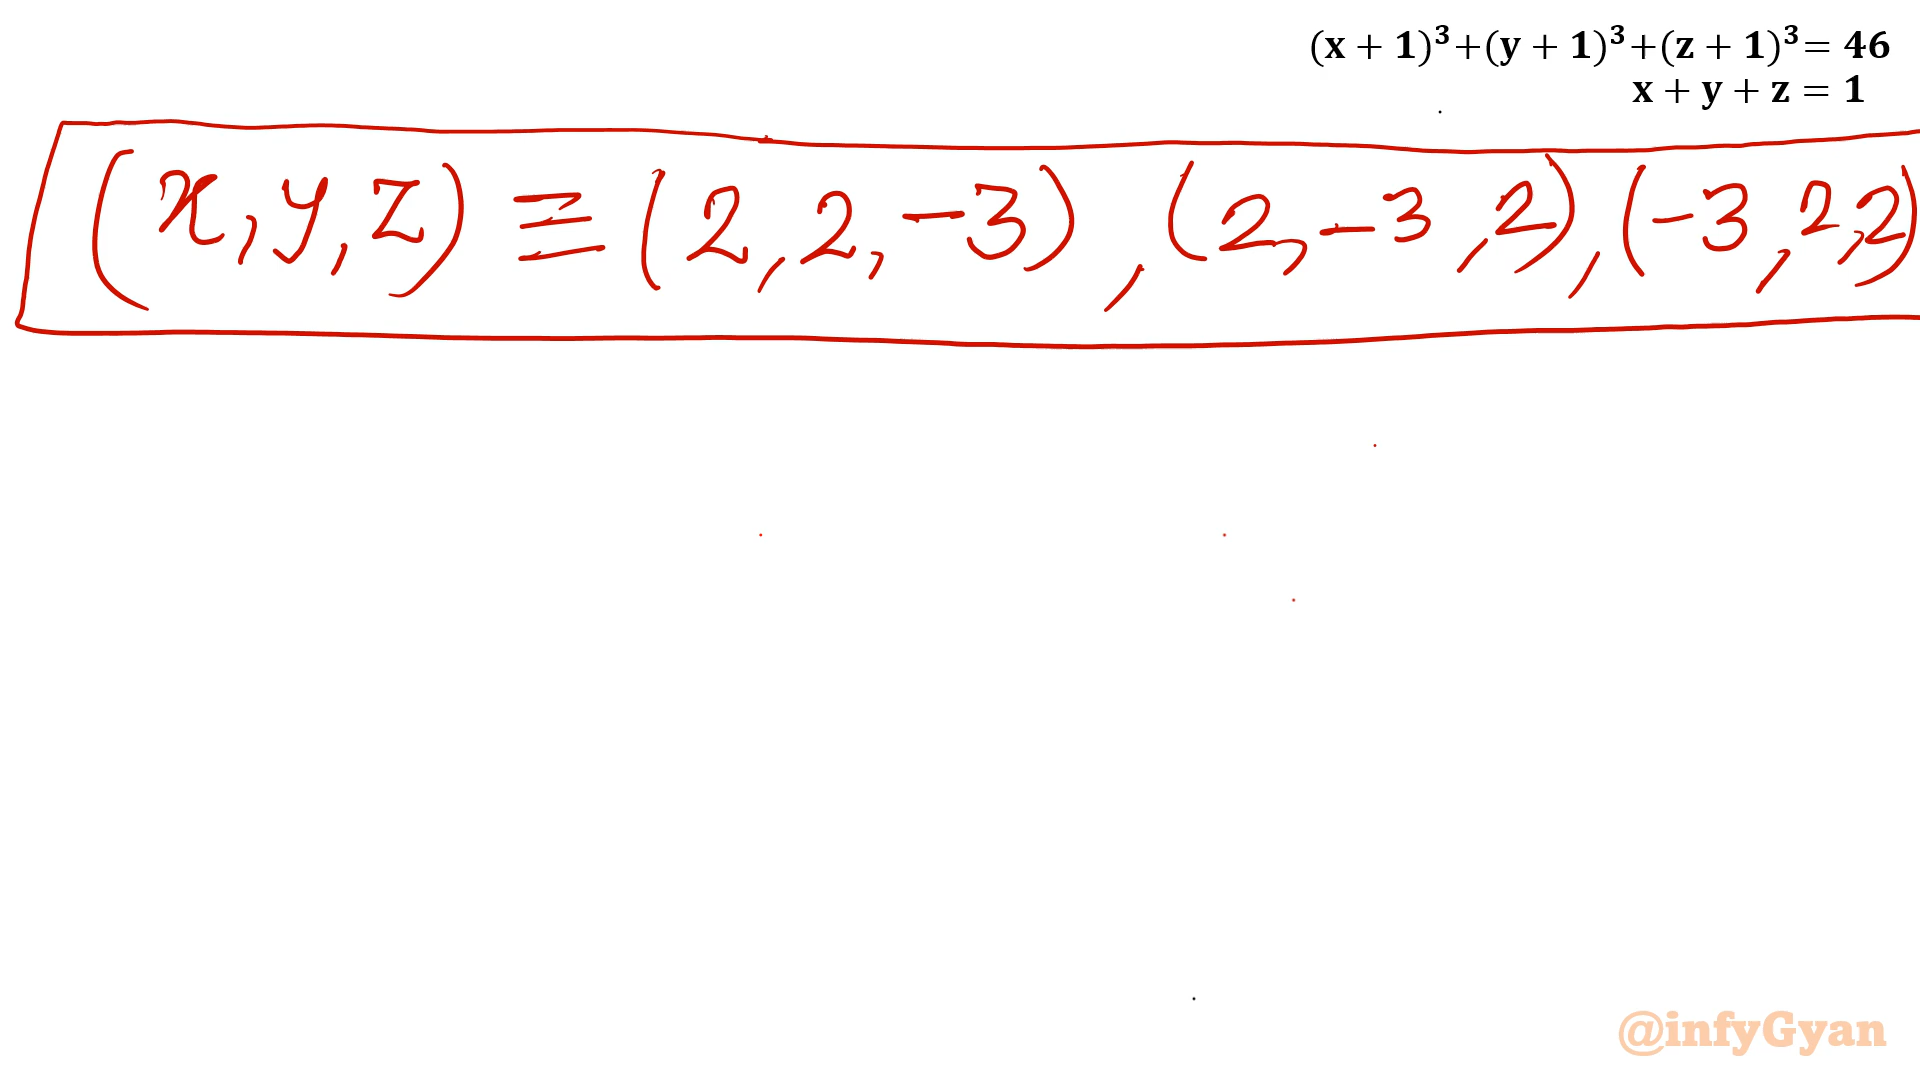 (x + 1)³+(y + 1)³+(z + 1)³= 46
x + y + z = 1
(x, y, z) ≡ (2, 2, -3), (2, -3, 2), (-3, 2, 2)
@infyGyan